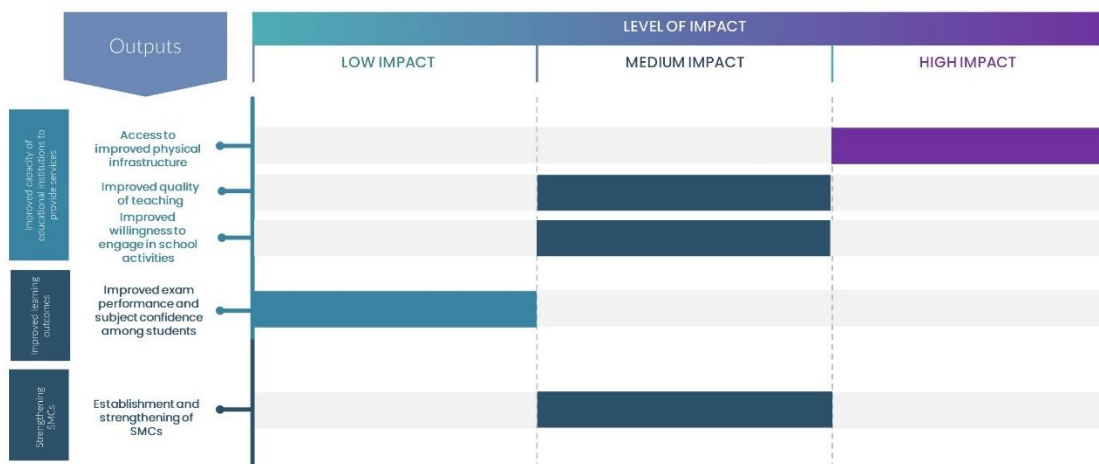 Outputs
LEVEL OF IMPACT
LOW IMPACT
MEDIUM IMPACT
HIGH IMPACT
Improved capacity of
educational institutions to
provide services
Access to
improved physical
infrastructure
Improved quality
of teaching
Improved
willingness to
engage in school
activities
Improved learning
outcomes
Improved exam
performance and
subject confidence
among students
Strengthening
SMCs
Establishment and
strengthening of
SMCs